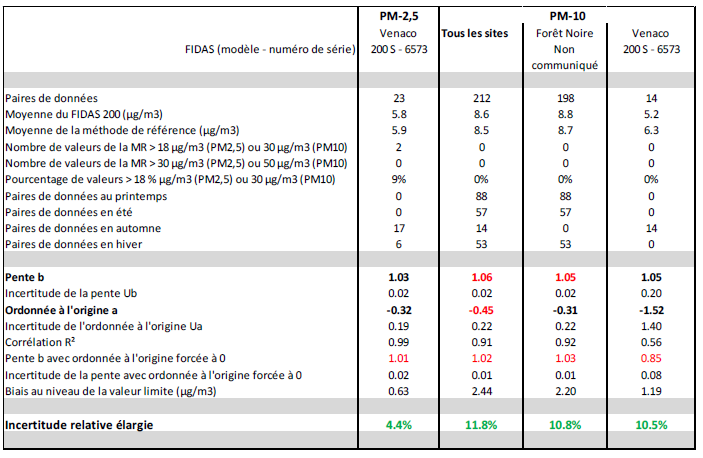 PM-2,5 PM-10
Venaco Tous les sites Forêt Noire Venaco
FIDAS (modèle - numéro de série) 200 S - 6573 Non 200 S - 6573
communiqué
Paires de données 23 212 198 14
Moyenne du FIDAS 200 (µg/m3) 5.8 8.6 8.8 5.2
Moyenne de la méthode de référence (µg/m3) 5.9 8.5 8.7 6.3
Nombre de valeurs de la MR > 18 µg/m3 (PM2,5) ou 30 µg/m3 (PM10) 2 0 0 0
Nombre de valeurs de la MR > 30 µg/m3 (PM2,5) ou 50 µg/m3 (PM10) 0 0 0 0
Pourcentage de valeurs > 18 % µg/m3 (PM2,5) ou 30 µg/m3 (PM10) 9% 0% 0% 0%
Paires de données au printemps 0 88 88 0
Paires de données en été 0 57 57 0
Paires de données en automne 17 14 0 14
Paires de données en hiver 6 53 53 0
Pente b 1.03 1.06 1.05 1.05
Incertitude de la pente Ub 0.02 0.02 0.02 0.20
Ordonnée à l'origine a -0.32 -0.45 -0.31 -1.52
Incertitude de l'ordonnée à l'origine Ua 0.19 0.22 0.22 1.40
Corrélation R² 0.99 0.91 0.92 0.56
Pente b avec ordonnée à l'origine forcée à 0 1.01 1.02 1.03 0.85
Incertitude de la pente avec ordonnée à l'origine forcée à 0 0.02 0.01 0.01 0.08
Biais au niveau de la valeur limite (µg/m3) 0.63 2.44 2.20 1.19
Incertitude relative élargie 4.4% 11.8% 10.8% 10.5%